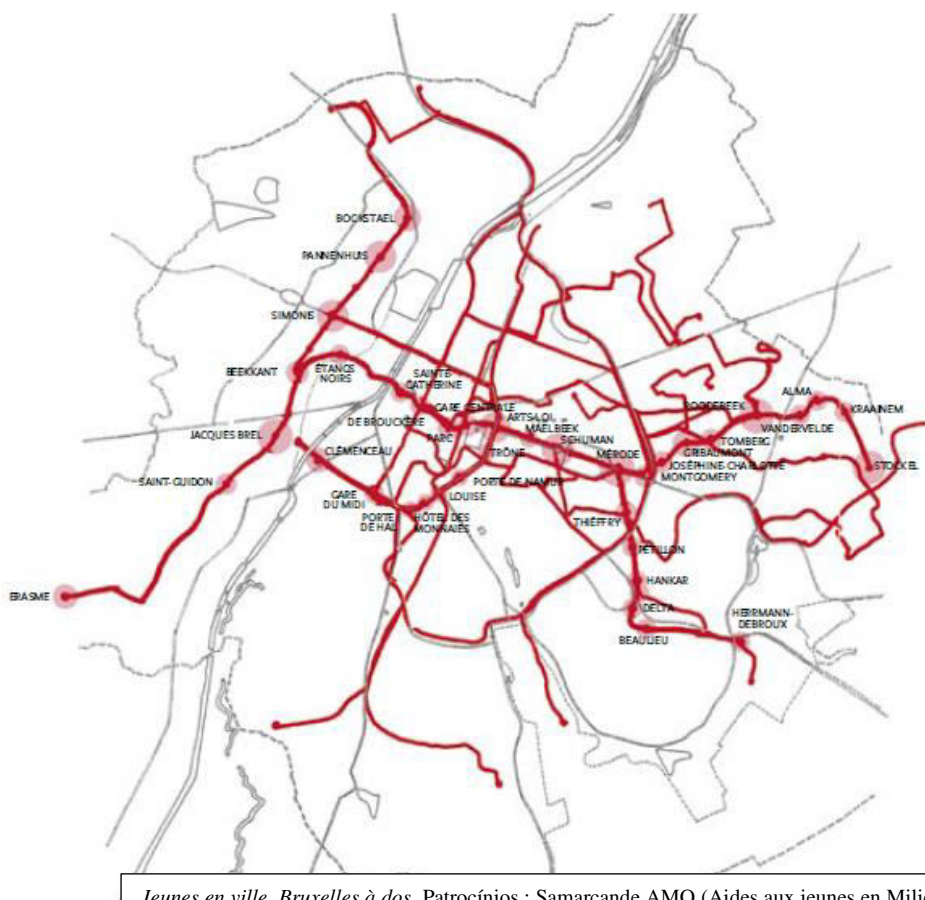 BOCKSTAEL
PANNENHUIS
SIMONIS
BEEKKANT
ÉTANGS
NOIRS
SAINTE-
CATHERINE
GARE CENTRALE
ARTS-LOI
DE BROUCKÈRE
MAELBEEK
PARC
SCHUMAN
JACQUES BREL
CLÉMENCEAU
TRÔNE
MÉRODE
SAINT-GUIDON
GARE
DU MIDI
PORTE DE NAMUR
LOUISE
PORTE
DE HAL
HÔTEL DES
MONNAIES
ROODEBEEK
ALMA
KRAAINEM
VANDERVELDE
TOMBERG
GRIBAUMONT
JOSÉPHINE-CHARLOTTE
MONTGOMERY
STOCKEL
THIEFFRY
PÉTILLON
HANKAR
DELTA
BEAULIEU
HERRMANN-
DEBROUX
ERASME
Jeunes en ville, Bruxelles à dos. Patrocínios : Samarcande AMO (Aides aux jeunes en Milieu